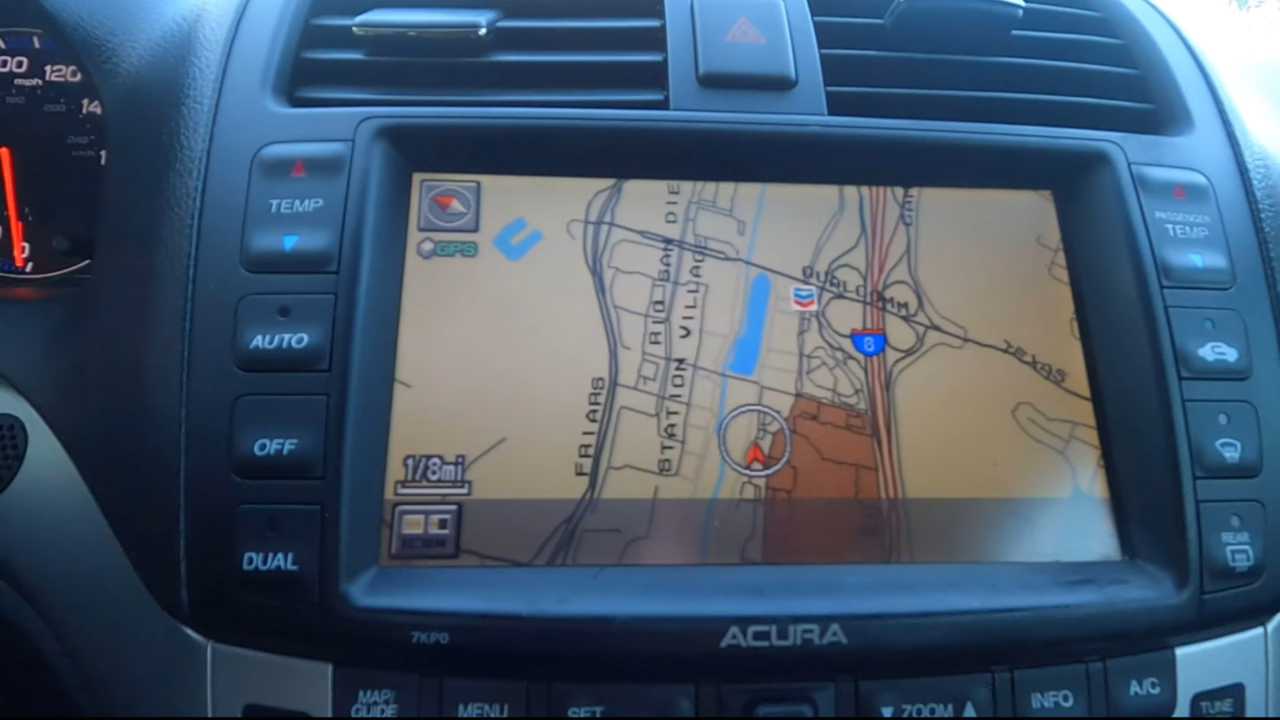 120
mph
14
TEMP
AUTO
OFF
DUAL
GPS
RIO SAN DIE
STATION VILLAG
FRIARS
QUALCOMM
TEXAS
8
1/8mi
PASSENGER
TEMP
REAR
7KP0
ACURA
MAP/
GUIDE
MENU
SET
ZOOM
INFO
A/C
TUNE